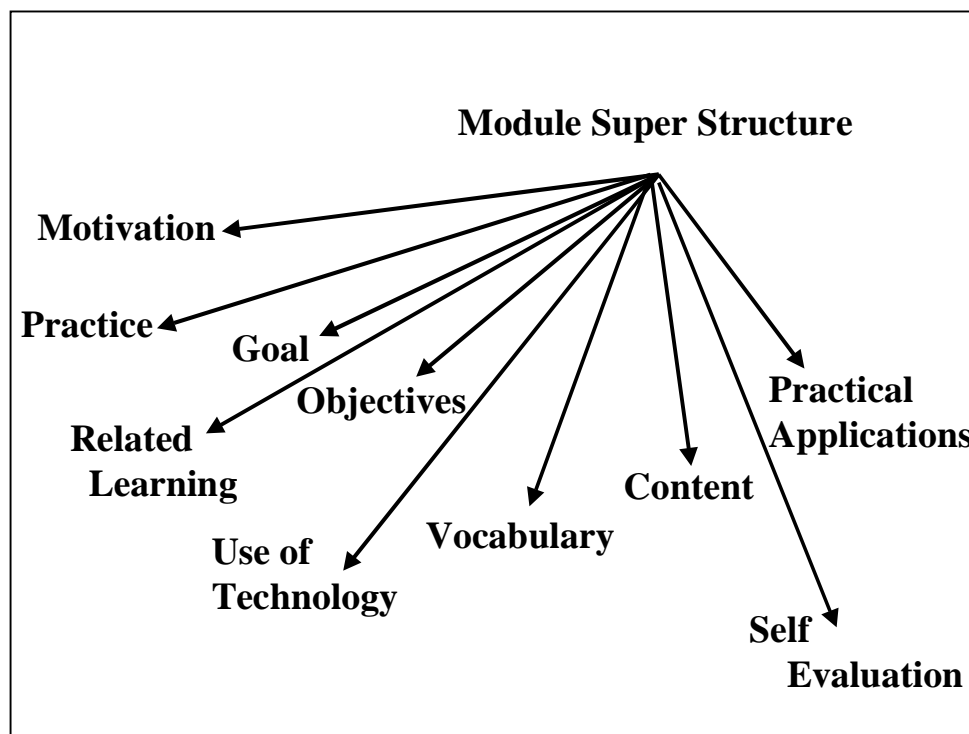 Module Super Structure
Motivation
Practice
Goal
Objectives
Practical
Applications
Related
Learning
Content
Vocabulary
Use of
Technology
Self
Evaluation